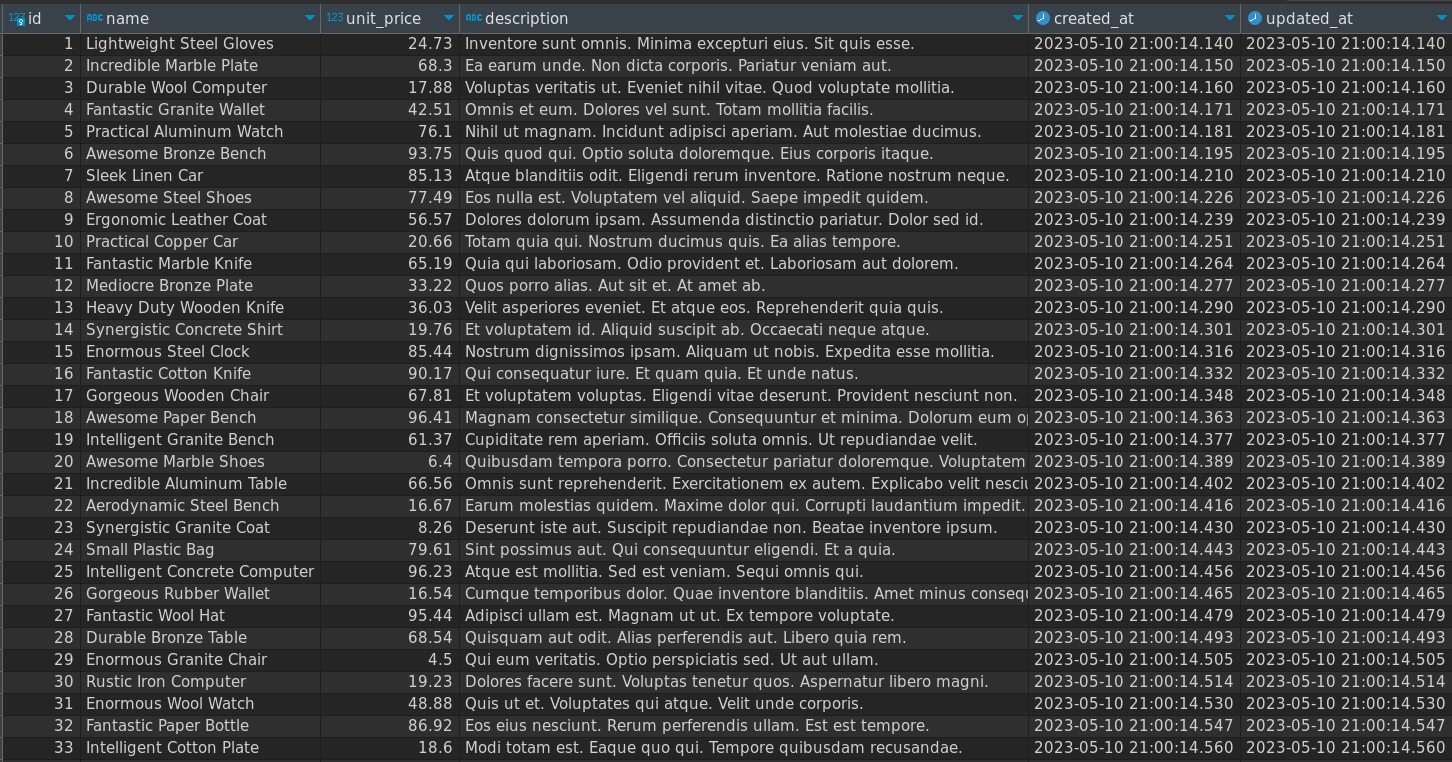 123 id ABC name 123 unit_price ABC description created_at updated_at
1 Lightweight Steel Gloves 24.73 Inventore sunt omnis. Minima excepturi eius. Sit quis esse. 2023-05-10 21:00:14.140 2023-05-10 21:00:14.140
2 Incredible Marble Plate 68.3 Ea earum unde. Non dicta corporis. Pariatur veniam aut. 2023-05-10 21:00:14.150 2023-05-10 21:00:14.150
3 Durable Wool Computer 17.88 Voluptas veritatis ut. Eveniet nihil vitae. Quod voluptate mollitia. 2023-05-10 21:00:14.160 2023-05-10 21:00:14.160
4 Fantastic Granite Wallet 42.51 Omnis et eum. Dolores vel sunt. Totam mollitia facilis. 2023-05-10 21:00:14.171 2023-05-10 21:00:14.171
5 Practical Aluminum Watch 76.1 Nihil ut magnam. Incidunt adipisci aperiam. Aut molestiae ducimus. 2023-05-10 21:00:14.181 2023-05-10 21:00:14.181
6 Awesome Bronze Bench 93.75 Quis quod qui. Optio soluta doloremque. Eius corporis itaque. 2023-05-10 21:00:14.195 2023-05-10 21:00:14.195
7 Sleek Linen Car 85.13 Atque blanditiis odit. Eligendi rerum inventore. Ratione nostrum neque. 2023-05-10 21:00:14.210 2023-05-10 21:00:14.210
8 Awesome Steel Shoes 77.49 Eos nulla est. Voluptatem vel aliquid. Saepe impedit quidem. 2023-05-10 21:00:14.226 2023-05-10 21:00:14.226
9 Ergonomic Leather Coat 56.57 Dolores dolorum ipsam. Assumenda distinctio pariatur. Dolor sed id. 2023-05-10 21:00:14.239 2023-05-10 21:00:14.239
10 Practical Copper Car 20.66 Totam quia qui. Nostrum ducimus quis. Ea alias tempore. 2023-05-10 21:00:14.251 2023-05-10 21:00:14.251
11 Fantastic Marble Knife 65.19 Quia qui laboriosam. Odio provident et. Laboriosam aut dolorem. 2023-05-10 21:00:14.264 2023-05-10 21:00:14.264
12 Mediocre Bronze Plate 33.22 Quos porro alias. Aut sit et. At amet ab. 2023-05-10 21:00:14.277 2023-05-10 21:00:14.277
13 Heavy Duty Wooden Knife 36.03 Velit asperiores eveniet. Et atque eos. Reprehenderit quia quis. 2023-05-10 21:00:14.290 2023-05-10 21:00:14.290
14 Synergistic Concrete Shirt 19.76 Et voluptatem id. Aliquid suscipit ab. Occaecati neque atque. 2023-05-10 21:00:14.301 2023-05-10 21:00:14.301
15 Enormous Steel Clock 85.44 Nostrum dignissimos ipsam. Aliquam ut nobis. Expedita esse mollitia. 2023-05-10 21:00:14.316 2023-05-10 21:00:14.316
16 Fantastic Cotton Knife 90.17 Qui consequatur iure. Et quam quia. Et unde natus. 2023-05-10 21:00:14.332 2023-05-10 21:00:14.332
17 Gorgeous Wooden Chair 67.81 Et voluptatem voluptas. Eligendi vitae deserunt. Provident nesciunt non. 2023-05-10 21:00:14.348 2023-05-10 21:00:14.348
18 Awesome Paper Bench 96.41 Magnam consectetur similique. Consequuntur et minima. Dolorum eum o 2023-05-10 21:00:14.363 2023-05-10 21:00:14.363
19 Intelligent Granite Bench 61.37 Cupiditate rem aperiam. Officiis soluta omnis. Ut repudiandae velit. 2023-05-10 21:00:14.377 2023-05-10 21:00:14.377
20 Awesome Marble Shoes 6.4 Quibusdam tempora porro. Consectetur pariatur doloremque. Voluptatem 2023-05-10 21:00:14.389 2023-05-10 21:00:14.389
21 Incredible Aluminum Table 66.56 Omnis sunt reprehenderit. Exercitationem ex autem. Explicabo velit nesciu 2023-05-10 21:00:14.402 2023-05-10 21:00:14.402
22 Aerodynamic Steel Bench 16.67 Earum molestias quidem. Maxime dolor qui. Corrupti laudantium impedit. 2023-05-10 21:00:14.416 2023-05-10 21:00:14.416
23 Synergistic Granite Coat 8.26 Deserunt iste aut. Suscipit repudiandae non. Beatae inventore ipsum. 2023-05-10 21:00:14.430 2023-05-10 21:00:14.430
24 Small Plastic Bag 79.61 Sint possimus aut. Qui consequuntur eligendi. Et a quia. 2023-05-10 21:00:14.443 2023-05-10 21:00:14.443
25 Intelligent Concrete Computer 96.23 Atque est mollitia. Sed est veniam. Sequi omnis qui. 2023-05-10 21:00:14.456 2023-05-10 21:00:14.456
26 Gorgeous Rubber Wallet 16.54 Cumque temporibus dolor. Quae inventore blanditiis. Amet minus consequ 2023-05-10 21:00:14.465 2023-05-10 21:00:14.465
27 Fantastic Wool Hat 95.44 Adipisci ullam est. Magnam ut ut. Ex tempore voluptate. 2023-05-10 21:00:14.479 2023-05-10 21:00:14.479
28 Durable Bronze Table 68.54 Quisquam aut odit. Alias perferendis aut. Libero quia rem. 2023-05-10 21:00:14.493 2023-05-10 21:00:14.493
29 Enormous Granite Chair 4.5 Qui eum veritatis. Optio perspiciatis sed. Ut aut ullam. 2023-05-10 21:00:14.505 2023-05-10 21:00:14.505
30 Rustic Iron Computer 19.23 Dolores facere sunt. Voluptas tenetur quos. Aspernatur libero magni. 2023-05-10 21:00:14.514 2023-05-10 21:00:14.514
31 Enormous Wool Watch 48.88 Quis ut et. Voluptates qui atque. Velit unde corporis. 2023-05-10 21:00:14.530 2023-05-10 21:00:14.530
32 Fantastic Paper Bottle 86.92 Eos eius nesciunt. Rerum perferendis ullam. Est est tempore. 2023-05-10 21:00:14.547 2023-05-10 21:00:14.547
33 Intelligent Cotton Plate 18.6 Modi totam est. Eaque quo qui. Tempore quibusdam recusandae. 2023-05-10 21:00:14.560 2023-05-10 21:00:14.560